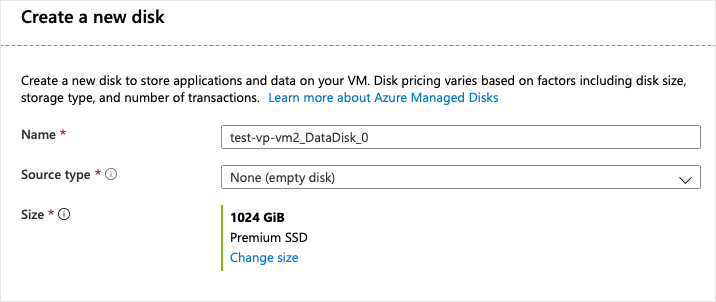 Create a new disk
Create a new disk to store applications and data on your VM. Disk pricing varies based on factors including disk size,
storage type, and number of transactions. Learn more about Azure Managed Disks
Name *
test-vp-vm2_DataDisk_0
Source type *
None (empty disk)
Size *
1024 GiB
Premium SSD
Change size